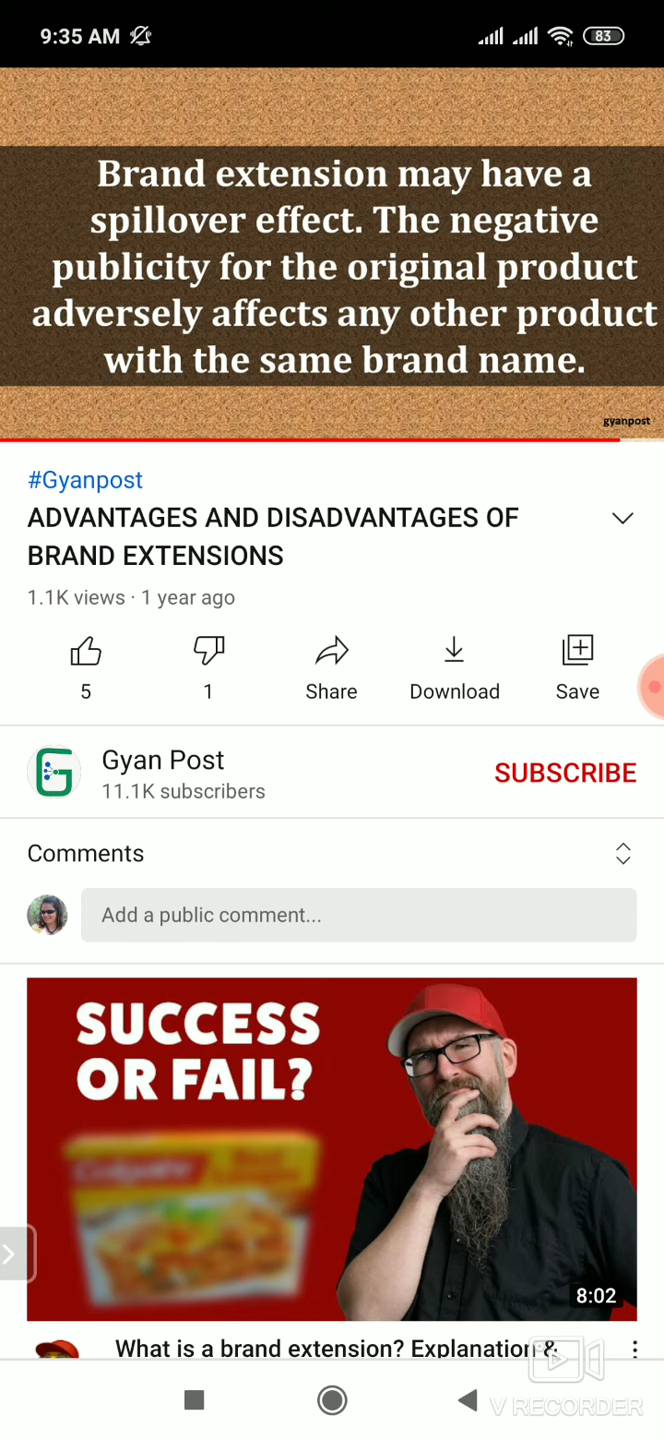 9:35 AM
83
Brand extension may have a
spillover effect. The negative
publicity for the original product
adversely affects any other product
with the same brand name.
gyanpost
#Gyanpost
ADVANTAGES AND DISADVANTAGES OF
BRAND EXTENSIONS
1.1K views · 1 year ago
5
1
Share
Download
Save
Gyan Post
11.1K subscribers
SUBSCRIBE
Comments
Add a public comment...
SUCCESS
OR FAIL?
Colgate
8:02
What is a brand extension? Explanation &
V RECORDER